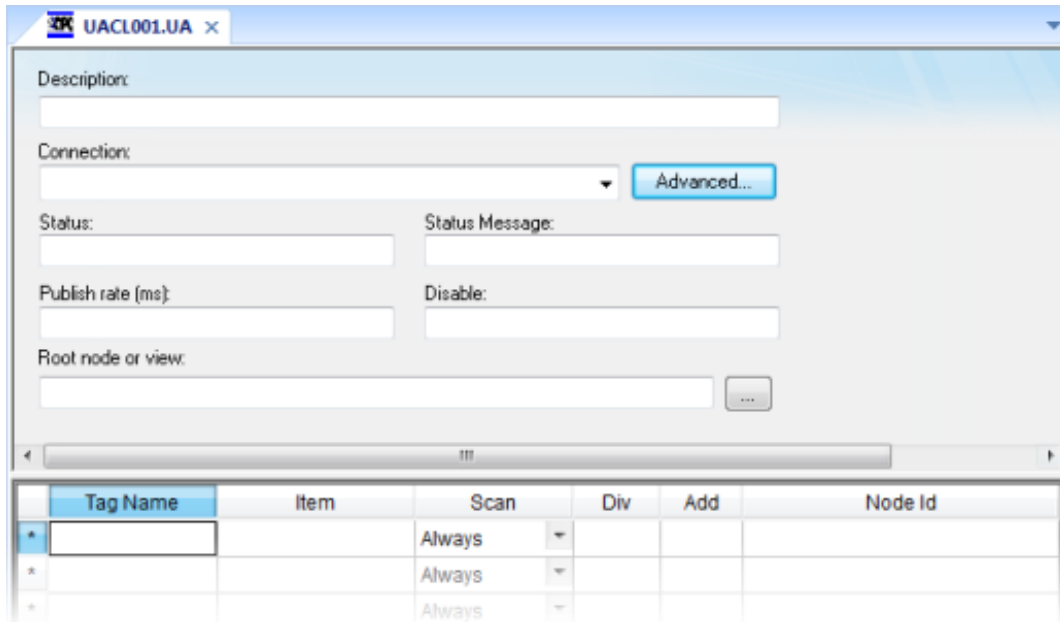 UACL001.UA
Description:
Connection:
Advanced...
Status: Status Message:
Publish rate (ms): Disable:
Root node or view:
...
Tag Name Item Scan Div Add Node Id
* Always
* Always
* Always